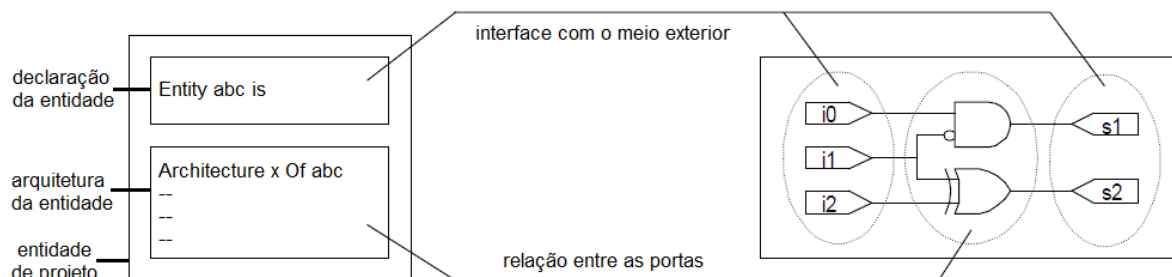 interface com o meio exterior
declaração
da entidade
Entity abc is
arquitetura
da entidade
Architecture x Of abc
--
--
--
entidade
de projeto
relação entre as portas
i0
i1
i2
s1
s2